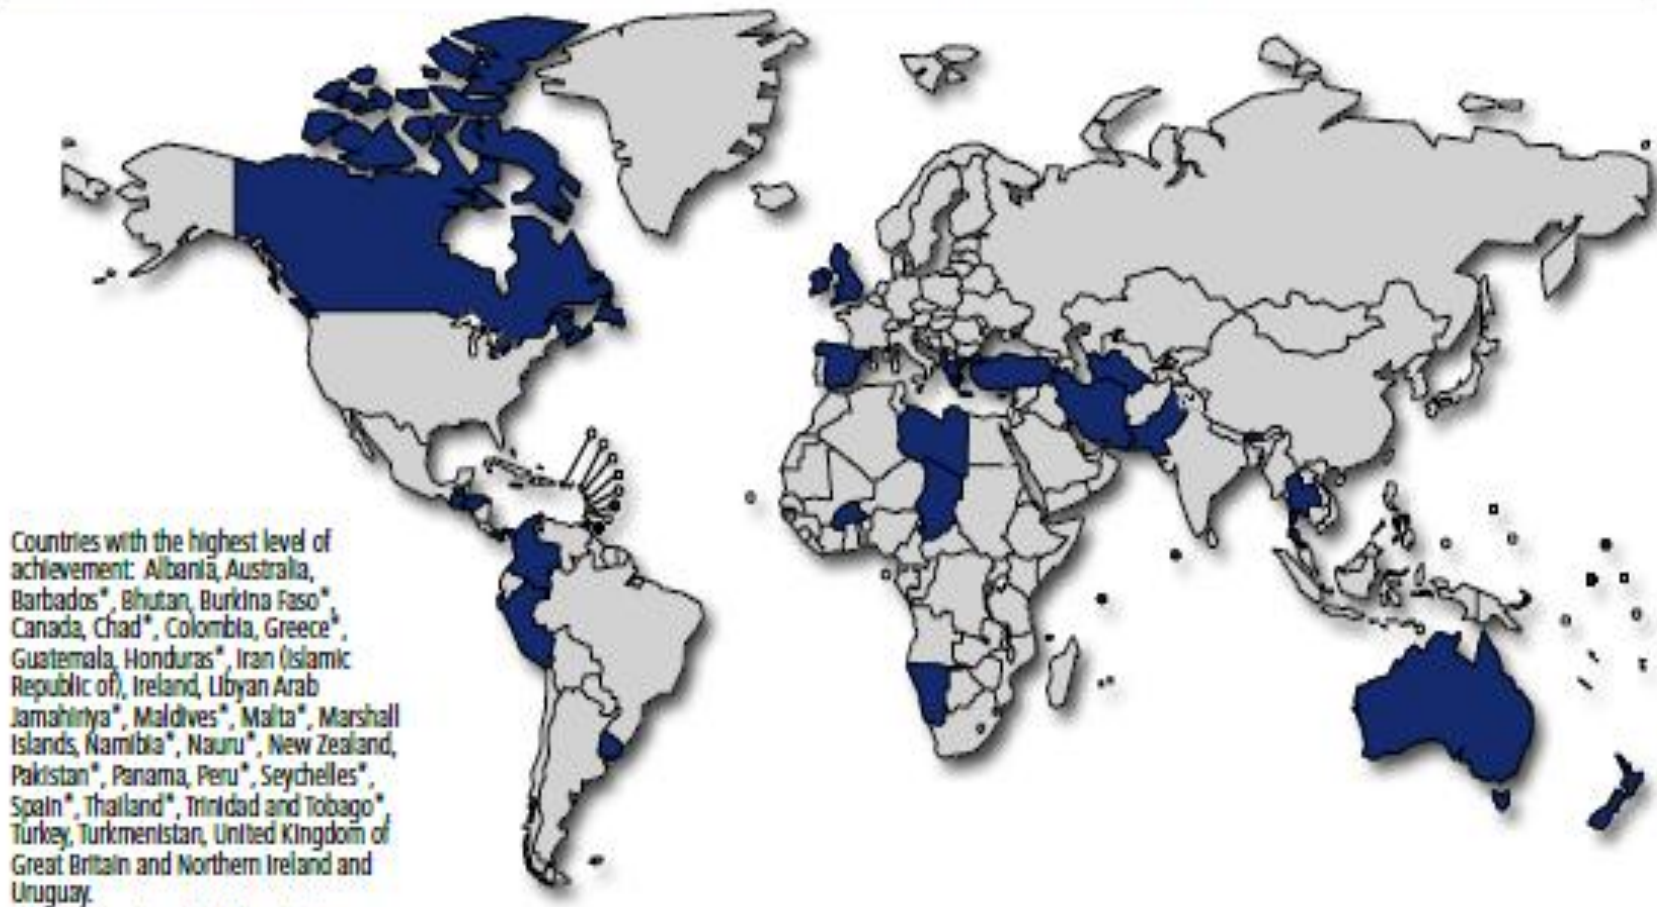 Countries with the highest level of
achievement: Albania, Australia,
Barbados*, Bhutan, Burkina Faso*,
Canada, Chad*, Colombia, Greece*,
Guatemala, Honduras*, Iran (Islamic
Republic of), Ireland, Libyan Arab
Jamahiriya*, Maldives*, Malta*, Marshall
Islands, Namibia*, Nauru*, New Zealand,
Pakistan*, Panama, Peru*, Seychelles*,
Spain*, Thailand*, Trinidad and Tobago*,
Turkey, Turkmenistan, United Kingdom of
Great Britain and Northern Ireland and
Uruguay.